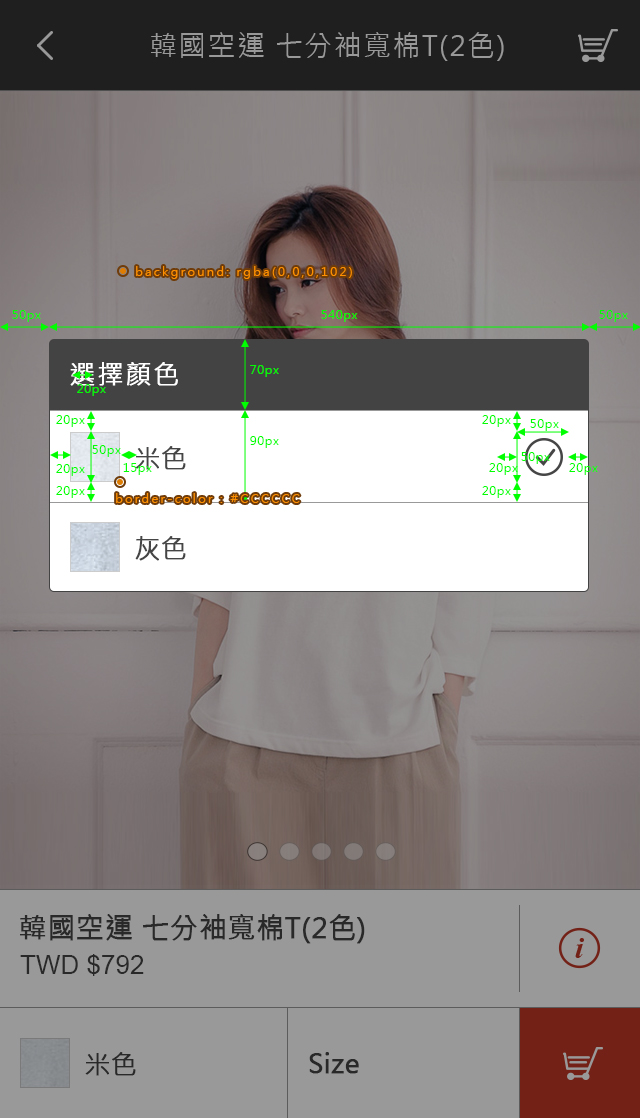 韓國空運 七分袖寬棉T(2色)
background: rgba(0,0,0,102)
50px
540px
50px
選擇顏色
70px
20px
20px
90px
20px
50px
50px
米色
50px
20px
15px
20px
20px
20px
20px
border-color : #CCCCCC
灰色
韓國空運 七分袖寬棉T(2色)
TWD $792
i
米色
Size